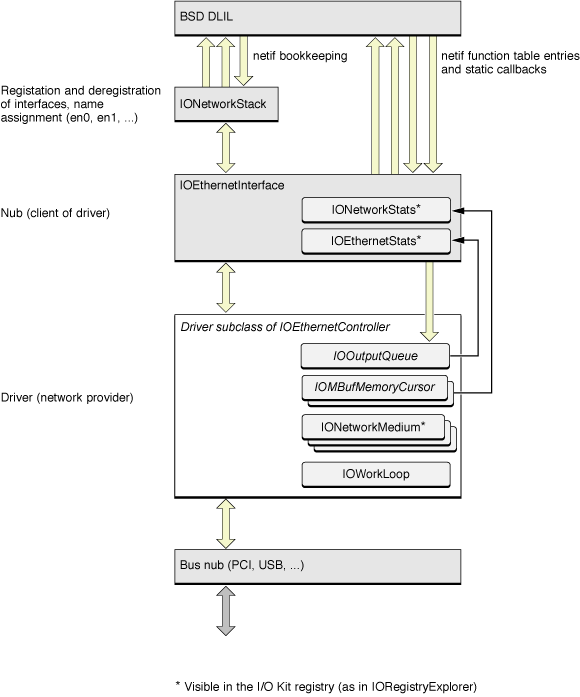 BSD DLIL
netif bookkeeping
netif function table entries
and static callbacks
Registation and deregistration
of interfaces, name
assignment (en0, en1, ...)
IONetworkStack
IOEthernetInterface
Nub (client of driver)
IONetworkStats*
IOEthernetStats*
Driver subclass of IOEthernetController
IOOutputQueue
IOMBufMemoryCursor
Driver (network provider)
IONetworkMedium*
IOWorkLoop
Bus nub (PCI, USB, ...)
* Visible in the I/O Kit registry (as in IORegistryExplorer)